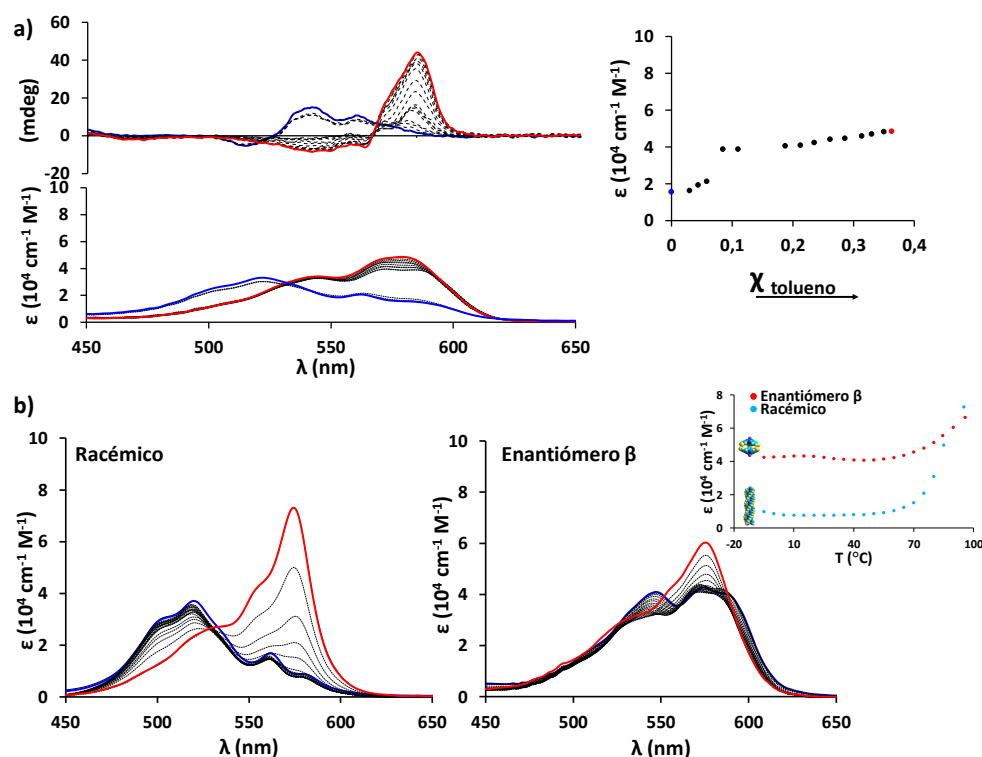 a)
60
40
20
0
-20
(mdeg)
10
8
6
4
2
0
ε (10⁴ cm⁻¹ M⁻¹)
450 500 550 600 650
λ (nm)
10
8
6
4
2
0
ε (10⁴ cm⁻¹ M⁻¹)
0 0,1 0,2 0,3 0,4
χ tolueno
b)
Racémico
10
8
6
4
2
0
ε (10⁴ cm⁻¹ M⁻¹)
450 500 550 600 650
λ (nm)
Enantiómero β
10
8
6
4
2
0
ε (10⁴ cm⁻¹ M⁻¹)
450 500 550 600 650
λ (nm)
Enantiómero β
Racémico
8
6
4
2
0
ε (10⁴ cm⁻¹ M⁻¹)
-20 10 40 70 100
T (°C)